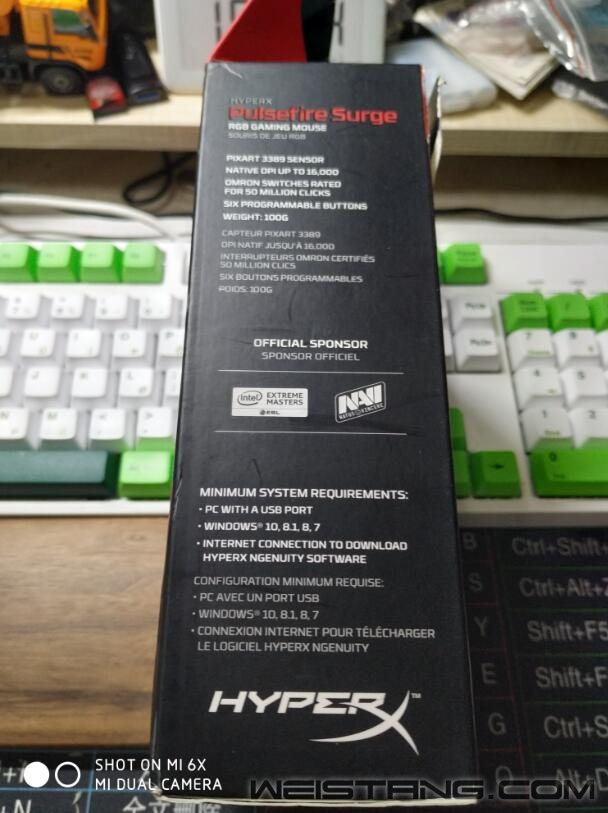 HYPERX
Pulsefire Surge
RGB GAMING MOUSE
SOURIS DE JEU RGB
PIXART 3389 SENSOR
NATIVE DPI UP TO 16,000
OMRON SWITCHES RATED
FOR 50 MILLION CLICKS
SIX PROGRAMMABLE BUTTONS
WEIGHT: 100G
CAPTEUR PIXART 3389
DPI NATIF JUSQU'À 16,000
INTERRUPTEURS OMRON CERTIFIÉS
50 MILLION CLICS
SIX BOUTONS PROGRAMMABLES
POIDS: 100G
OFFICIAL SPONSOR
SPONSOR OFFICIEL
intel EXTREME
MASTERS
ESL
NAVI
NATUS VINCERE
MINIMUM SYSTEM REQUIREMENTS:
• PC WITH A USB PORT
• WINDOWS® 10, 8.1, 8, 7
• INTERNET CONNECTION TO DOWNLOAD
HYPERX NGENUITY SOFTWARE
CONFIGURATION MINIMUM REQUISE:
• PC AVEC UN PORT USB
• WINDOWS® 10, 8.1, 8, 7
• CONNEXION INTERNET POUR TÉLÉCHARGER
LE LOGICIEL HYPERX NGENUITY
HYPERX™
B Ctrl+Shift
S Ctrl+Alt+
Y Shift+F5
E Shift+F
G Ctrl+S
Alt+D
SHOT ON MI 6X
MI DUAL CAMERA
WEISTANG.COM